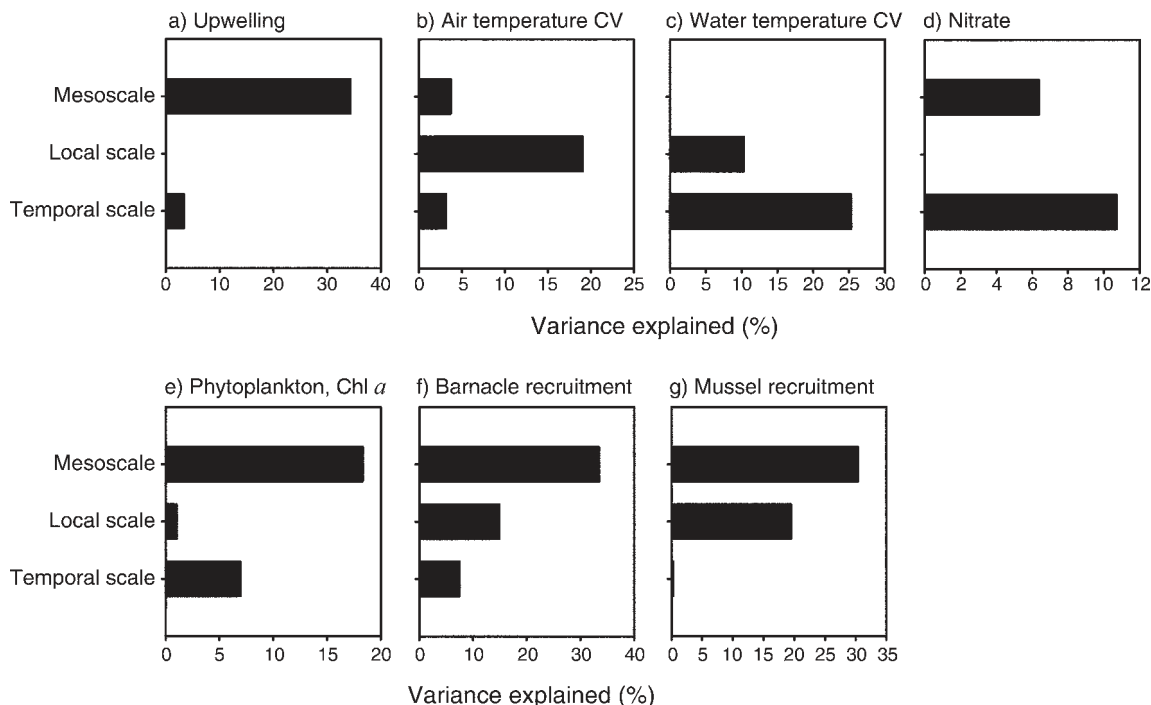 a) Upwelling
b) Air temperature CV
c) Water temperature CV
d) Nitrate
Mesoscale
Local scale
Temporal scale
0 10 20 30 40
0 5 10 15 20 25
0 5 10 15 20 25 30
0 2 4 6 8 10 12
Variance explained (%)
e) Phytoplankton, Chl a
f) Barnacle recruitment
g) Mussel recruitment
Mesoscale
Local scale
Temporal scale
0 5 10 15 20
0 10 20 30 40
0 5 10 15 20 25 30 35
Variance explained (%)